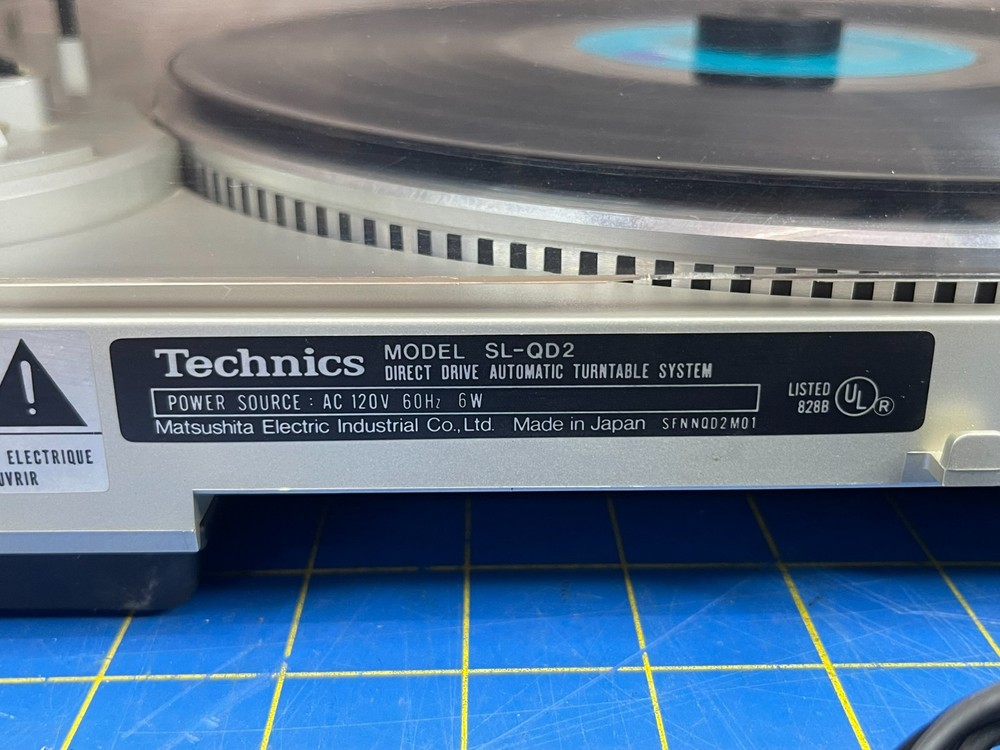 Technics MODEL SL-QD2
DIRECT DRIVE AUTOMATIC TURNTABLE SYSTEM
POWER SOURCE : AC 120V 60Hz 6W
Matsushita Electric Industrial Co., Ltd. Made in Japan SFNNQD2M01
LISTED
828B
UL
R
ELECTRIQUE